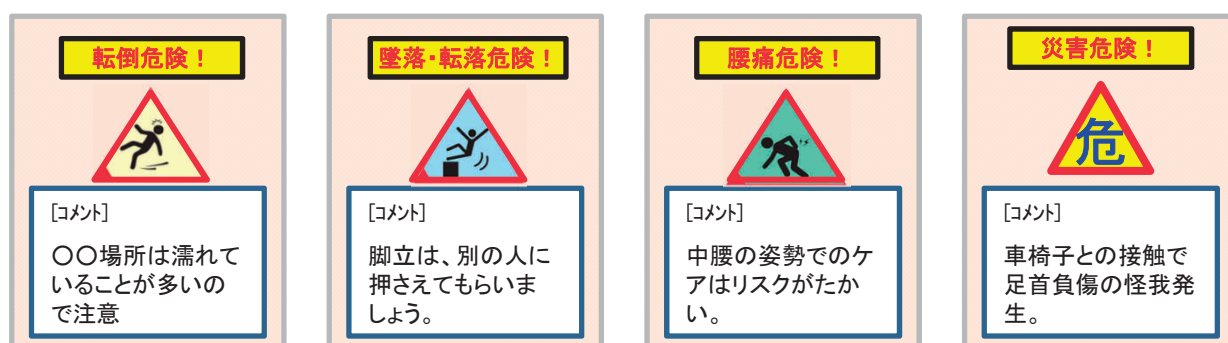 転倒危険！
[コメント]
〇〇場所は濡れて
いることが多いの
で注意
墜落・転落危険！
[コメント]
脚立は、別の人に
押さえてもらいま
しょう。
腰痛危険！
[コメント]
中腰の姿勢でのケ
アはリスクがたか
い。
災害危険！
危
[コメント]
車椅子との接触で
足首負傷の怪我発
生。